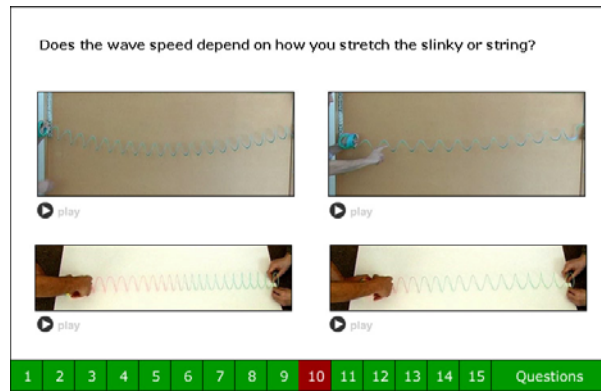 Does the wave speed depend on how you stretch the slinky or string?
play
play
play
play
1 2 3 4 5 6 7 8 9 10 11 12 13 14 15 Questions